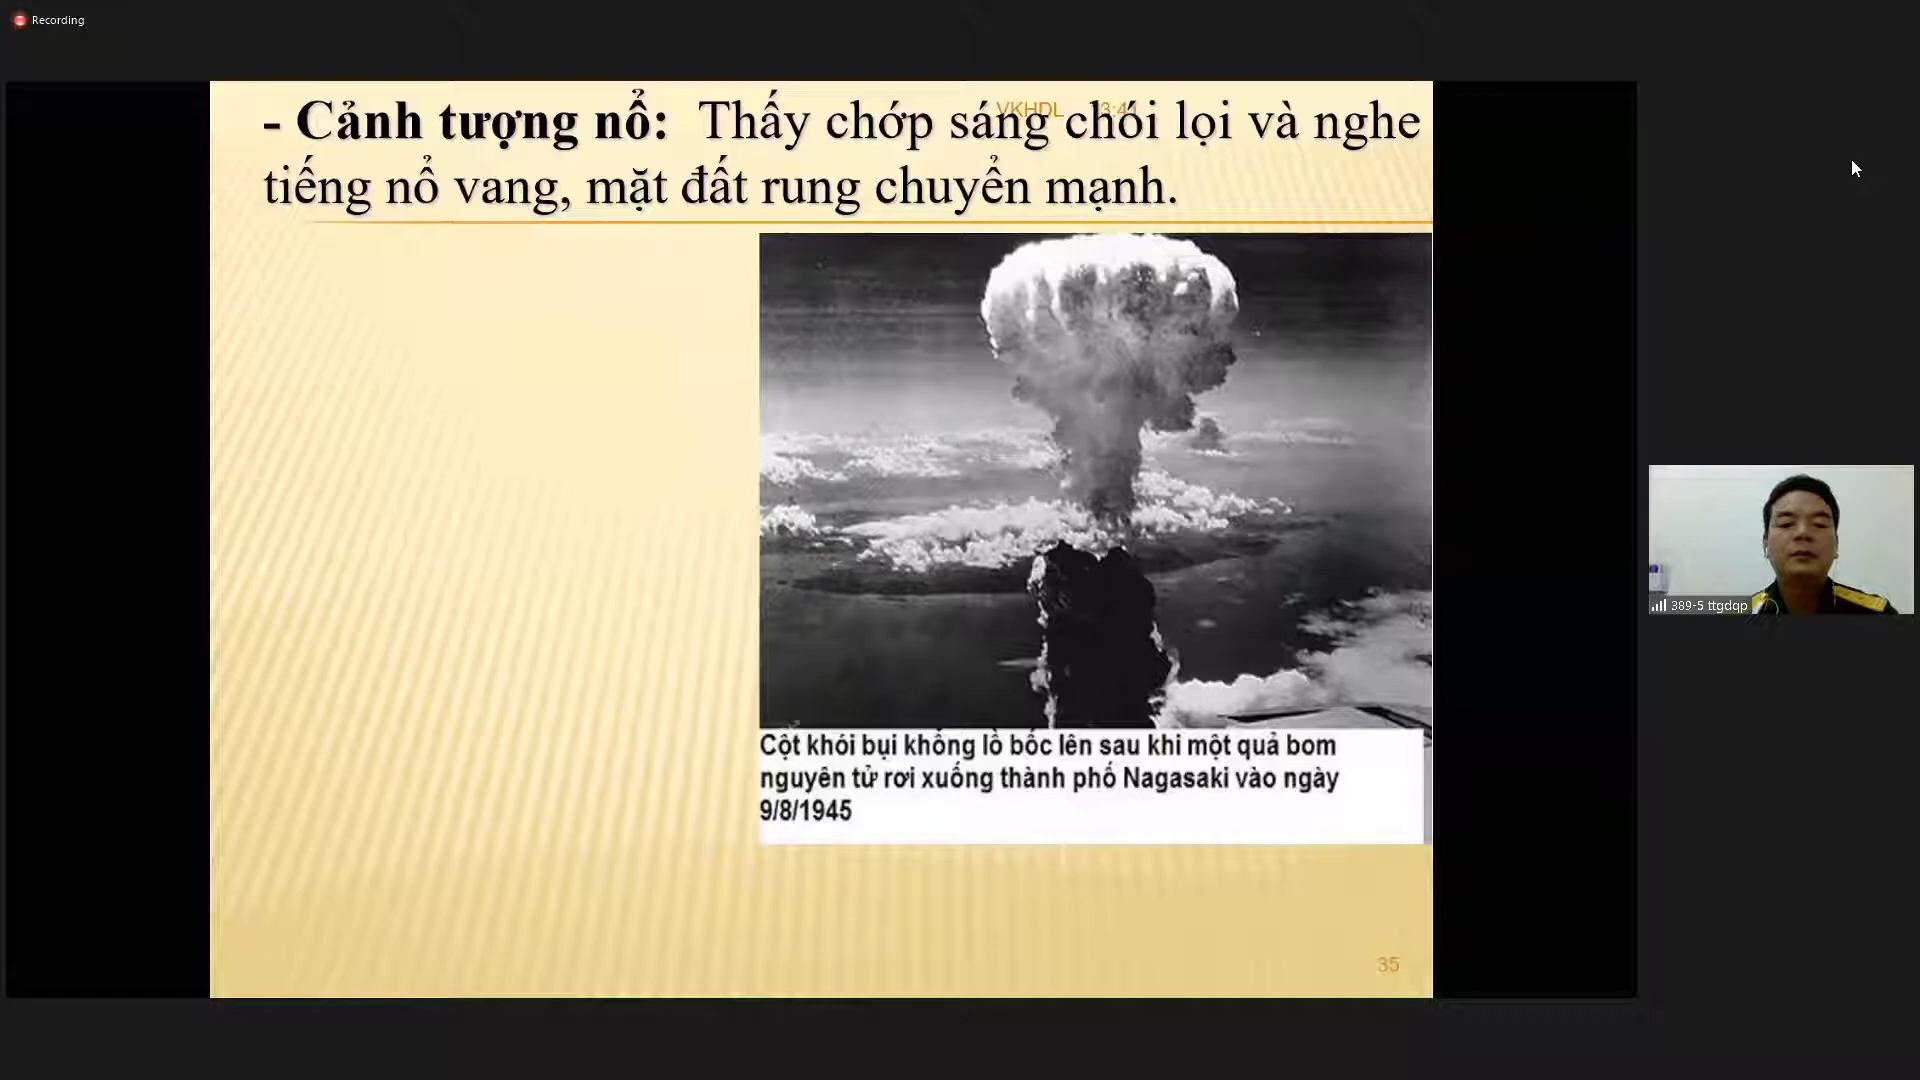 Recording
VKHDL
- Cảnh tượng nổ: Thấy chớp sáng chói lọi và nghe
tiếng nổ vang, mặt đất rung chuyển mạnh.
Cột khói bụi khổng lồ bốc lên sau khi một quả bom
nguyên tử rơi xuống thành phố Nagasaki vào ngày
9/8/1945
389-5 ttgdqp
35